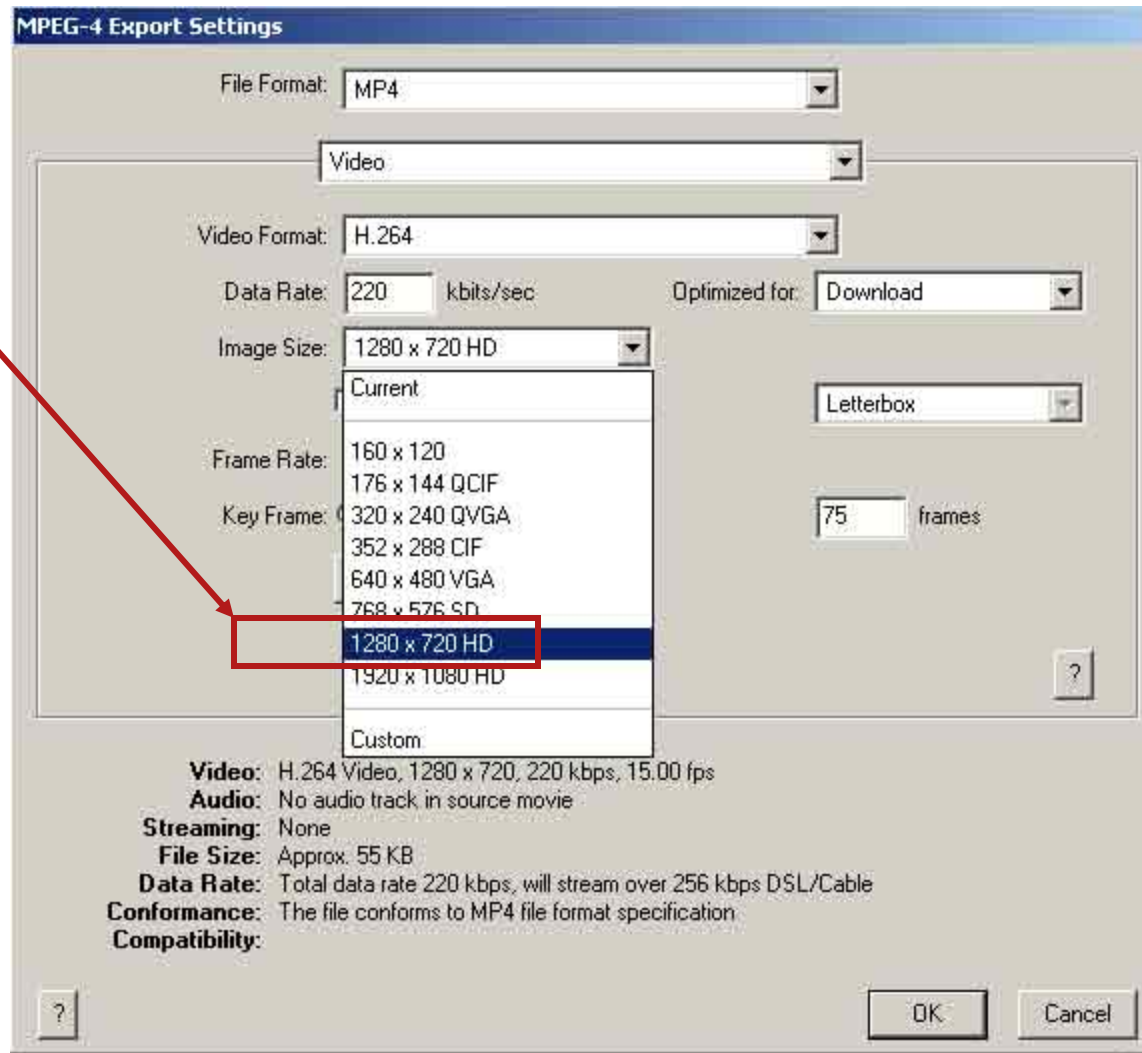 MPEG-4 Export Settings
File Format: MP4
Video
Video Format: H.264
Data Rate: 220 kbits/sec Optimized for: Download
Image Size: 1280 x 720 HD
Current
Letterbox
160 x 120
Frame Rate:
176 x 144 QCIF
Key Frame: 320 x 240 QVGA 75 frames
352 x 288 CIF
640 x 480 VGA
768 x 576 SD
1280 x 720 HD
1920 x 1080 HD
?
Custom
Video: H.264 Video, 1280 x 720, 220 kbps, 15.00 fps
Audio: No audio track in source movie
Streaming: None
File Size: Approx. 55 KB
Data Rate: Total data rate 220 kbps, will stream over 256 kbps DSL/Cable
Conformance: The file conforms to MP4 file format specification
Compatibility:
? OK Cancel